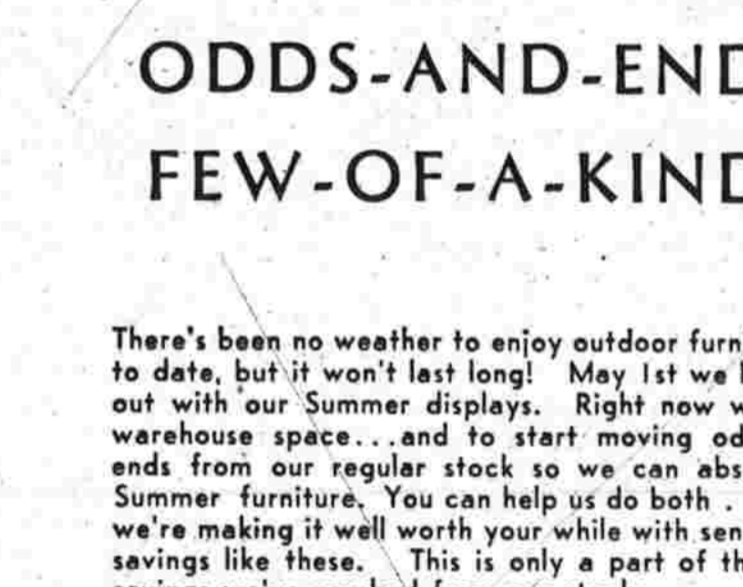 ODDS-AND-END
FEW-OF-A-KIND
There's been no weather to enjoy outdoor furn
to date, but it won't last long! May 1st we
out with our Summer displays. Right now w
warehouse space...and to start moving od
ends from our regular stock so we can abs
Summer furniture. You can help us do both .
we're making it well worth your while with sen
savings like these. This is only a part of th